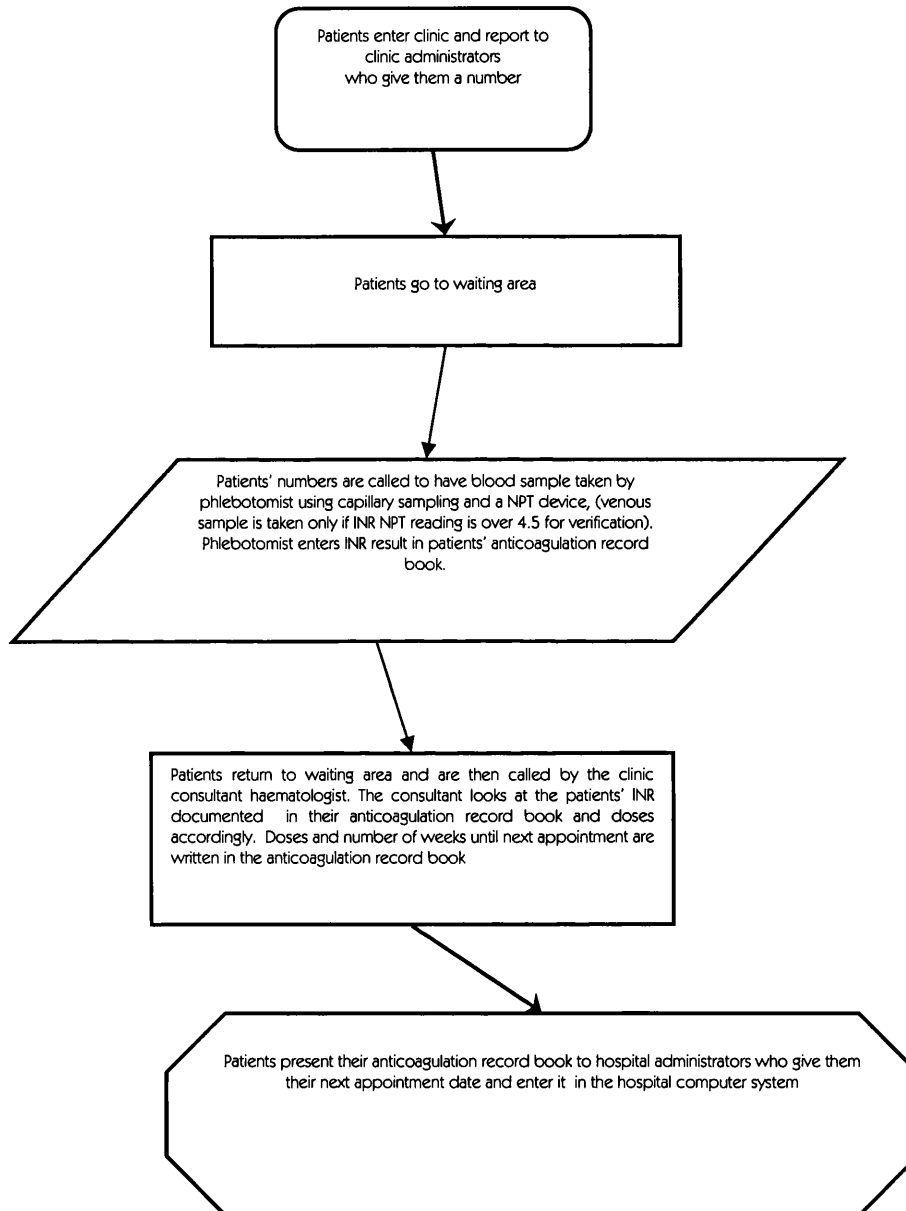 Patients enter clinic and report to
clinic administrators
who give them a number
Patients go to waiting area
Patients' numbers are called to have blood sample taken by
phlebotomist using capillary sampling and a NPT device, (venous
sample is taken only if INR NPT reading is over 4.5 for verification).
Phlebotomist enters INR result in patients' anticoagulation record
book.
Patients return to waiting area and are then called by the clinic
consultant haematologist. The consultant looks at the patients' INR
documented in their anticoagulation record book and doses
accordingly. Doses and number of weeks until next appointment are
written in the anticoagulation record book
Patients present their anticoagulation record book to hospital administrators who give them
their next appointment date and enter it in the hospital computer system